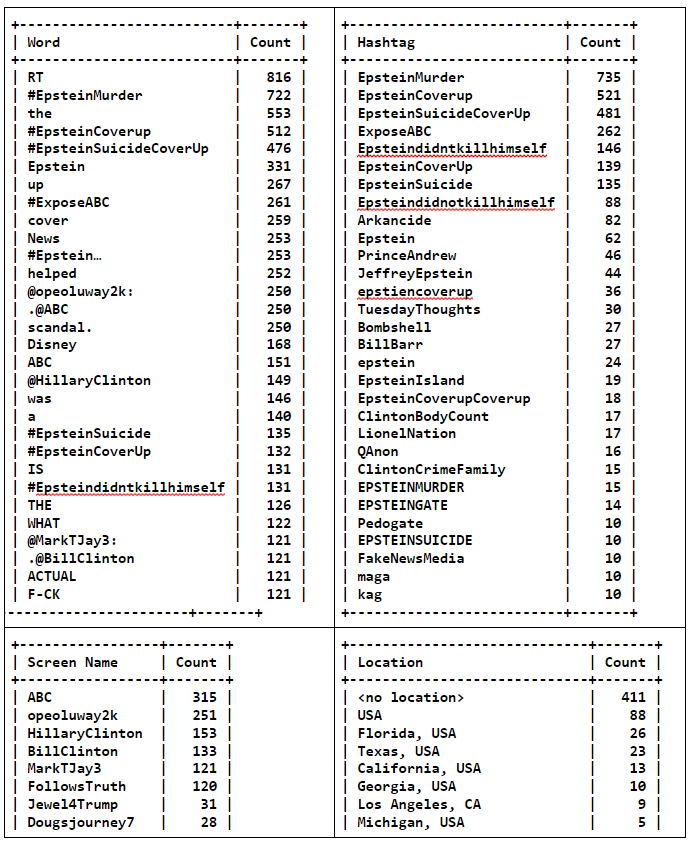 | Word | Count |
| RT | 816 |
| #EpsteinMurder | 722 |
| the | 553 |
| #EpsteinCoverup | 512 |
| #EpsteinSuicideCoverUp | 476 |
| Epstein | 331 |
| up | 267 |
| #ExposeABC | 261 |
| cover | 259 |
| News | 253 |
| #Epstein… | 253 |
| helped | 252 |
| @opeoluway2k: | 250 |
| .@ABC | 250 |
| scandal. | 250 |
| Disney | 168 |
| ABC | 151 |
| @HillaryClinton | 149 |
| was | 146 |
| a | 140 |
| #EpsteinSuicide | 135 |
| #EpsteinCoverUp | 132 |
| IS | 131 |
| #Epsteindidntkillhimself | 131 |
| THE | 126 |
| WHAT | 122 |
| @MarkTJay3: | 121 |
| .@BillClinton | 121 |
| ACTUAL | 121 |
| F-CK | 121 |
| Hashtag | Count |
| EpsteinMurder | 735 |
| EpsteinCoverup | 521 |
| EpsteinSuicideCoverUp | 481 |
| ExposeABC | 262 |
| Epsteindidntkillhimself | 146 |
| EpsteinCoverUp | 139 |
| EpsteinSuicide | 135 |
| Epsteindidnotkillhimself | 88 |
| Arkancide | 82 |
| Epstein | 62 |
| PrinceAndrew | 46 |
| JeffreyEpstein | 44 |
| epstiencoverup | 36 |
| TuesdayThoughts | 30 |
| Bombshell | 27 |
| BillBarr | 27 |
| epstein | 24 |
| EpsteinIsland | 19 |
| EpsteinCoverupCoverup | 18 |
| ClintonBodyCount | 17 |
| LionelNation | 17 |
| QAnon | 16 |
| ClintonCrimeFamily | 15 |
| EPSTEINMURDER | 15 |
| EPSTEINGATE | 14 |
| Pedogate | 10 |
| EPSTEINSUICIDE | 10 |
| FakeNewsMedia | 10 |
| maga | 10 |
| kag | 10 |
| Screen Name | Count |
| ABC | 315 |
| opeoluway2k | 251 |
| HillaryClinton | 153 |
| BillClinton | 133 |
| MarkTJay3 | 121 |
| FollowsTruth | 120 |
| Jewel4Trump | 31 |
| Dougsjourney7 | 28 |
| Location | Count |
| <no location> | 411 |
| USA | 88 |
| Florida, USA | 26 |
| Texas, USA | 23 |
| California, USA | 13 |
| Georgia, USA | 10 |
| Los Angeles, CA | 9 |
| Michigan, USA | 5 |